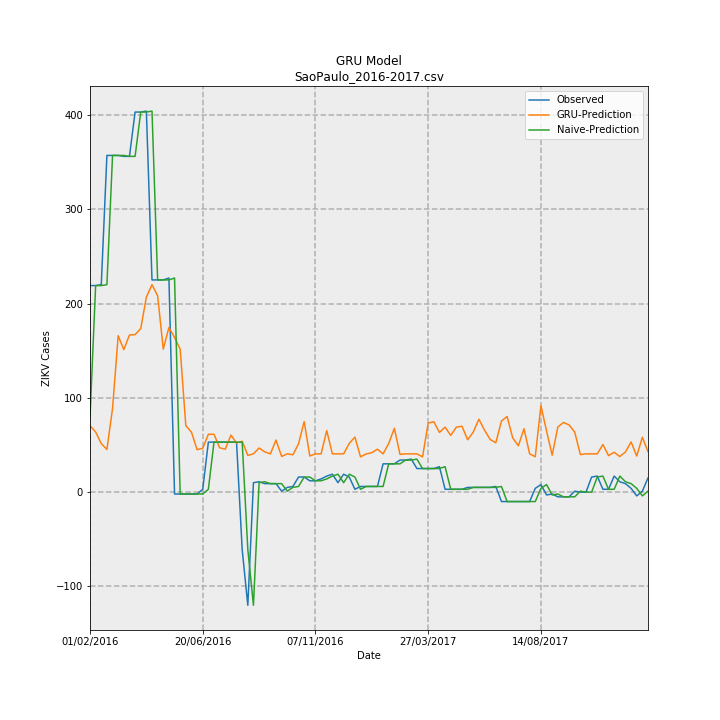 GRU Model
SaoPaulo_2016-2017.csv
Observed
GRU-Prediction
Naive-Prediction
ZIKV Cases
400
300
200
100
0
−100
01/02/2016
20/06/2016
07/11/2016
27/03/2017
14/08/2017
Date